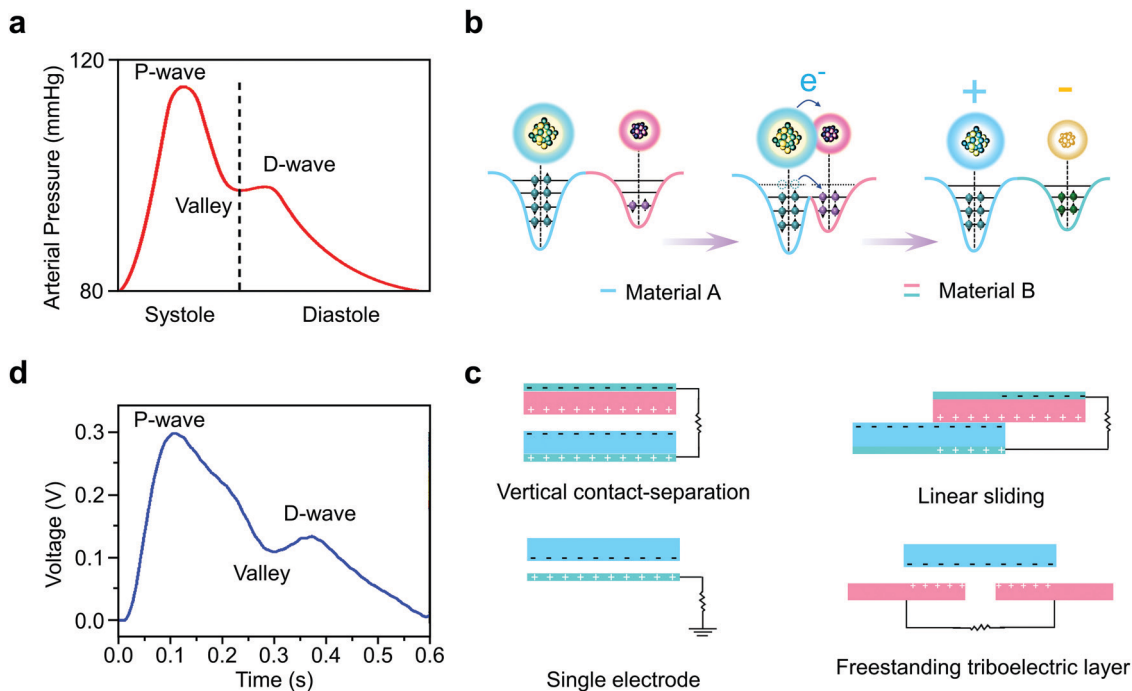 a
120
P-wave
D-wave
Valley
80
Arterial Pressure (mmHg)
Systole
Diastole
b
e-
+
-
Material A
Material B
d
P-wave
D-wave
Valley
0.3
0.2
0.1
0.0
Voltage (V)
0.0 0.1 0.2 0.3 0.4 0.5 0.6
Time (s)
c
- - - - - - - - - -
+ + + + + + + + + +
- - - - - - - - - -
+ + + + + + + + + +
Vertical contact-separation
- - - - - -
+ + + + + + + + + +
- - - - - - - - - -
+ + + + +
Linear sliding
- - - - - - - - - -
+ + + + + + + + + +
Single electrode
- - - - - - - - - -
+ + + + + + + + + +
Freestanding triboelectric layer